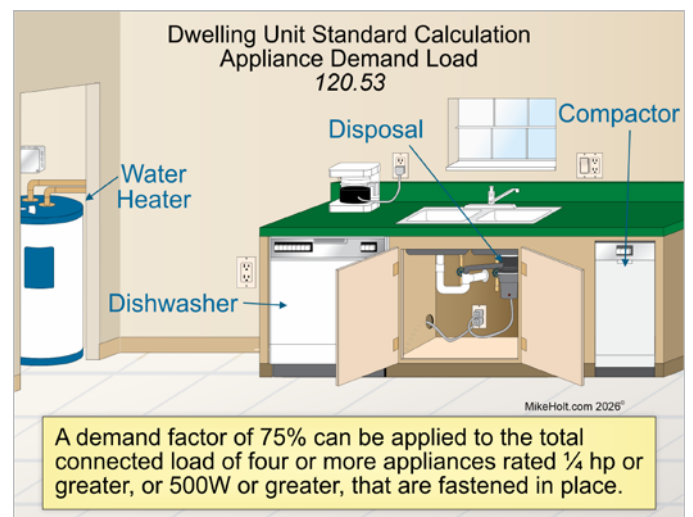 Dwelling Unit Standard Calculation
Appliance Demand Load
120.53
Compactor
Disposal
Water
Heater
Dishwasher
MikeHolt.com 2026©
A demand factor of 75% can be applied to the total
connected load of four or more appliances rated ¼ hp or
greater, or 500W or greater, that are fastened in place.